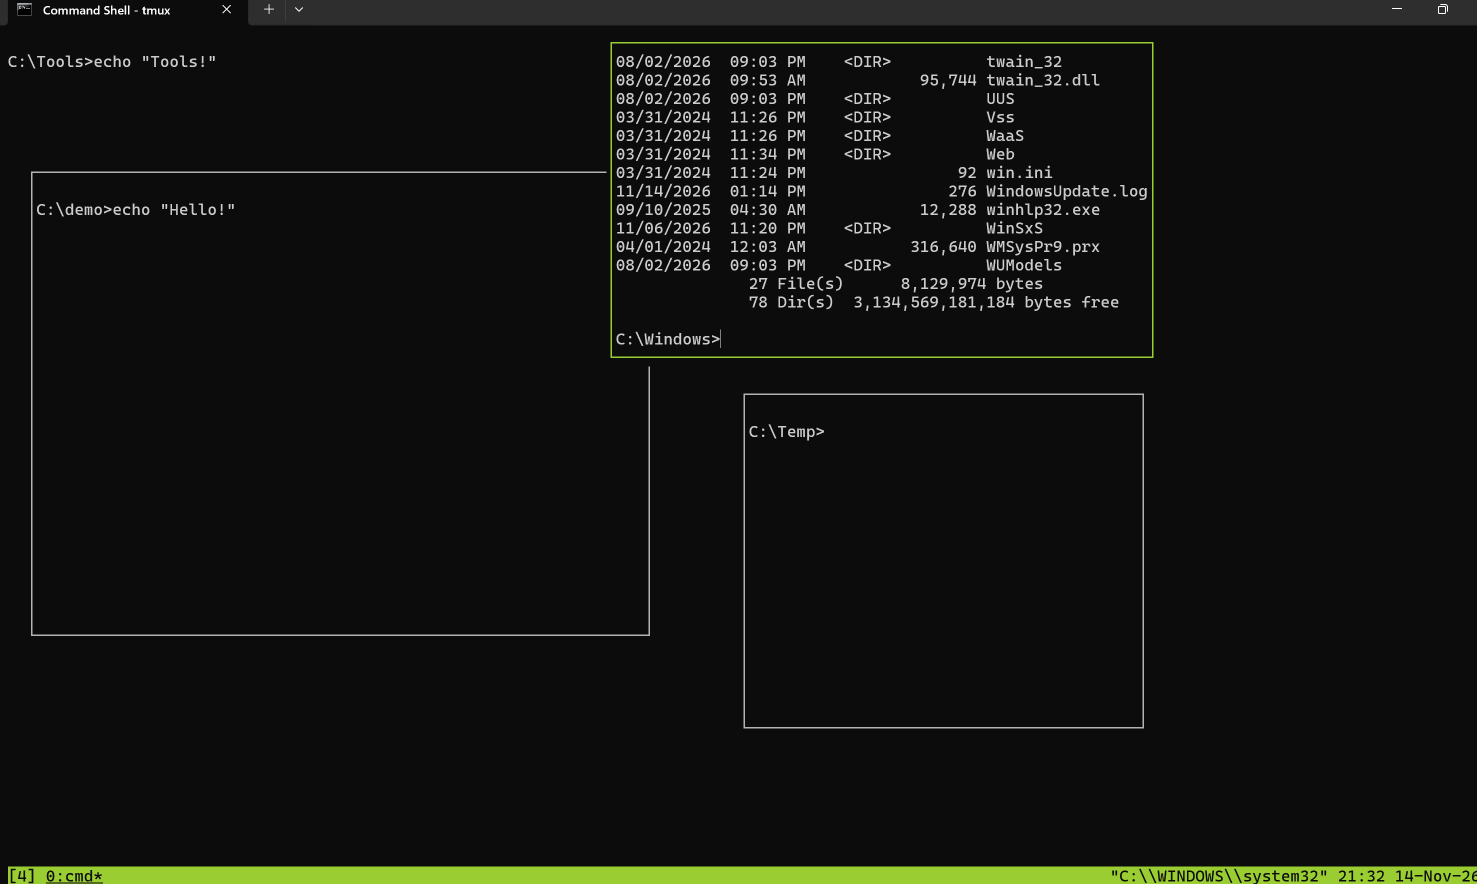 Command Shell - tmux
C:\Tools>echo "Tools!"
08/02/2026  09:03 PM    <DIR>          twain_32
08/02/2026  09:53 AM            95,744 twain_32.dll
08/02/2026  09:03 PM    <DIR>          UUS
03/31/2024  11:26 PM    <DIR>          Vss
03/31/2024  11:26 PM    <DIR>          WaaS
03/31/2024  11:34 PM    <DIR>          Web
03/31/2024  11:24 PM                92 win.ini
11/14/2026  01:14 PM               276 WindowsUpdate.log
09/10/2025  04:30 AM            12,288 winhlp32.exe
11/06/2026  11:20 PM    <DIR>          WinSxS
04/01/2024  12:03 AM           316,640 WMSysPr9.prx
08/02/2026  09:03 PM    <DIR>          WUModels
27 File(s)      8,129,974 bytes
78 Dir(s)  3,134,569,181,184 bytes free
C:\Windows>
C:\demo>echo "Hello!"
C:\Temp>
[4] 0:cmd*
"C:\\WINDOWS\\system32" 21:32 14-Nov-26